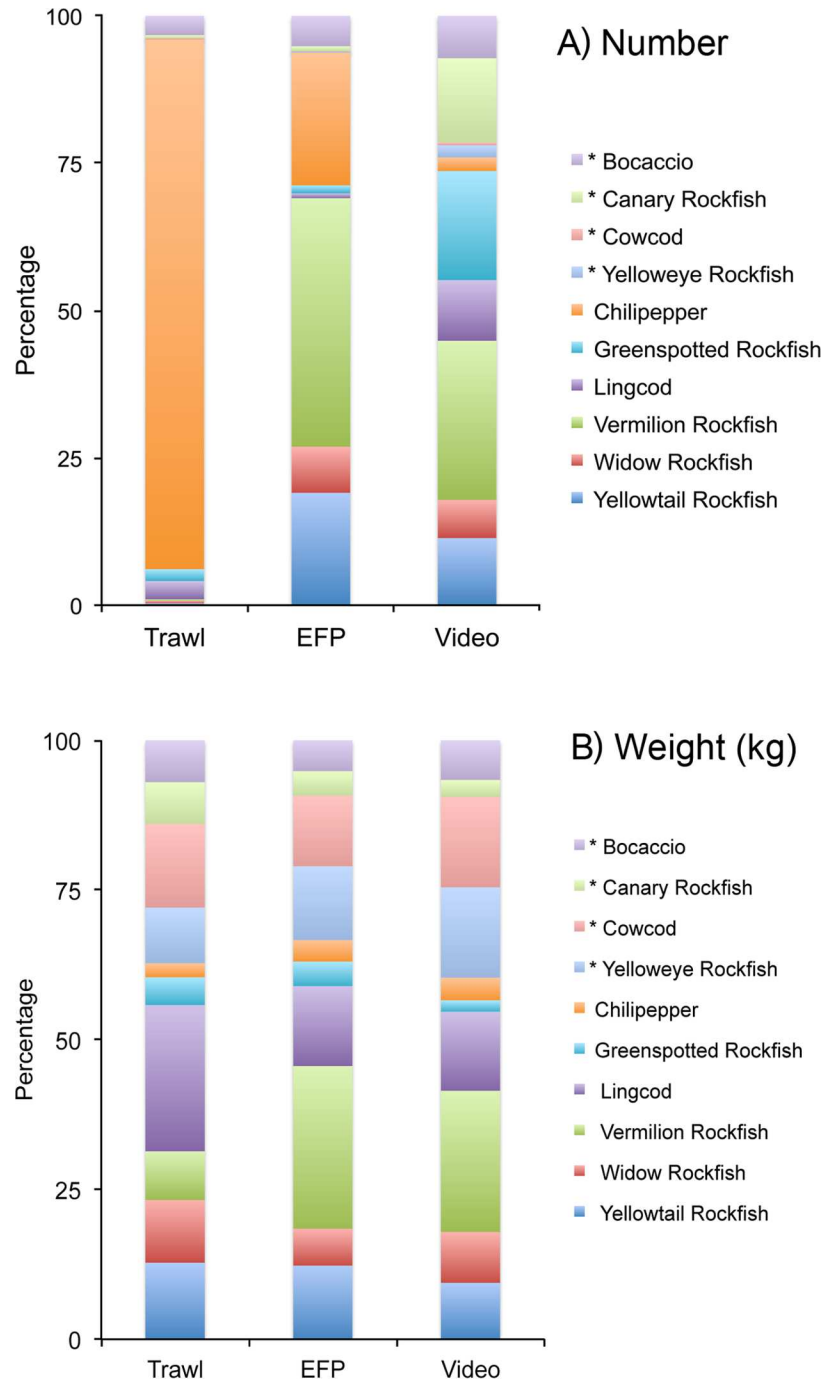 A) Number
100
75
50
25
0
Percentage
Trawl EFP Video
* Bocaccio
* Canary Rockfish
* Cowcod
* Yelloweye Rockfish
Chilipepper
Greenspotted Rockfish
Lingcod
Vermilion Rockfish
Widow Rockfish
Yellowtail Rockfish
B) Weight (kg)
100
75
50
25
0
Percentage
Trawl EFP Video
* Bocaccio
* Canary Rockfish
* Cowcod
* Yelloweye Rockfish
Chilipepper
Greenspotted Rockfish
Lingcod
Vermilion Rockfish
Widow Rockfish
Yellowtail Rockfish